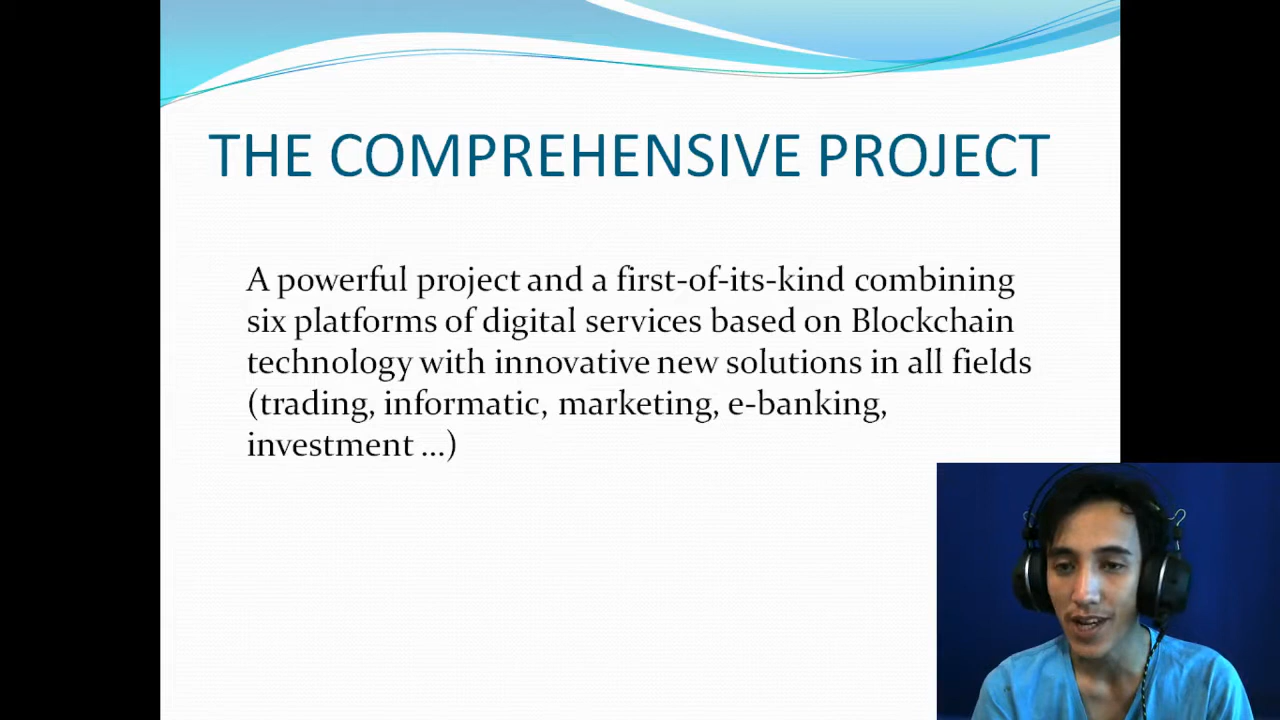 THE COMPREHENSIVE PROJECT
A powerful project and a first-of-its-kind combining
six platforms of digital services based on Blockchain
technology with innovative new solutions in all fields
(trading, informatic, marketing, e-banking,
investment ...)